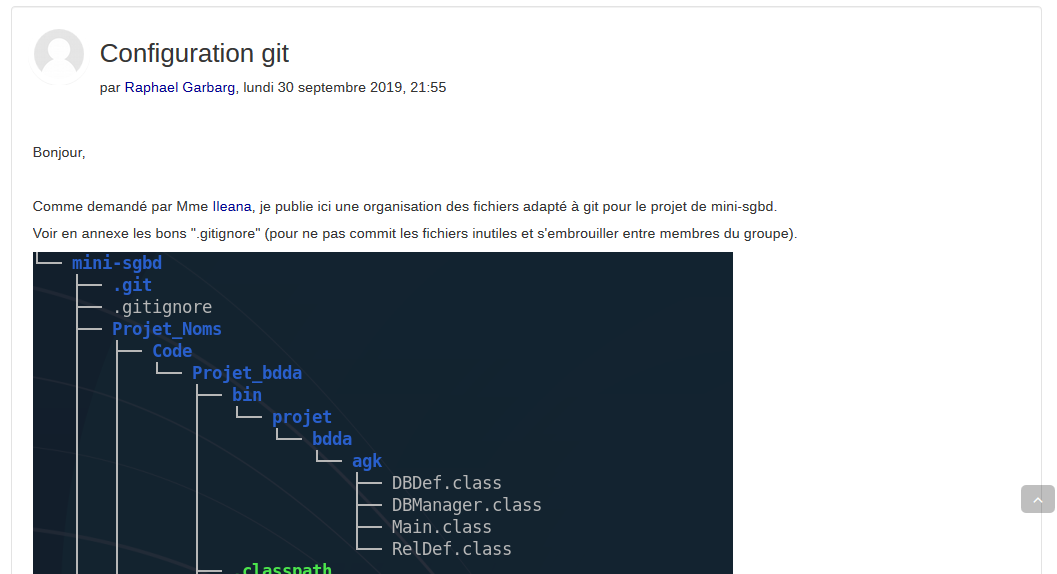 Configuration git
par Raphael Garbarg, lundi 30 septembre 2019, 21:55
Bonjour,
Comme demandé par Mme Ileana, je publie ici une organisation des fichiers adapté à git pour le projet de mini-sgbd.
Voir en annexe les bons ".gitignore" (pour ne pas commit les fichiers inutiles et s'embrouiller entre membres du groupe).
mini-sgbd
.git
.gitignore
Projet_Noms
Code
Projet_bdda
bin
projet
bdda
agk
DBDef.class
DBManager.class
Main.class
RelDef.class
.classpath